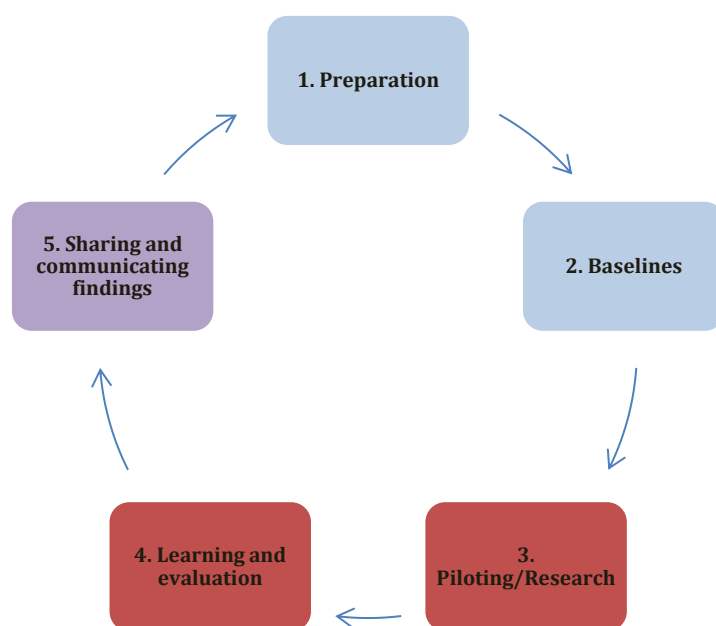 1. Preparation
2. Baselines
3.
Piloting/Research
4. Learning and
evaluation
5. Sharing and
communicating
findings